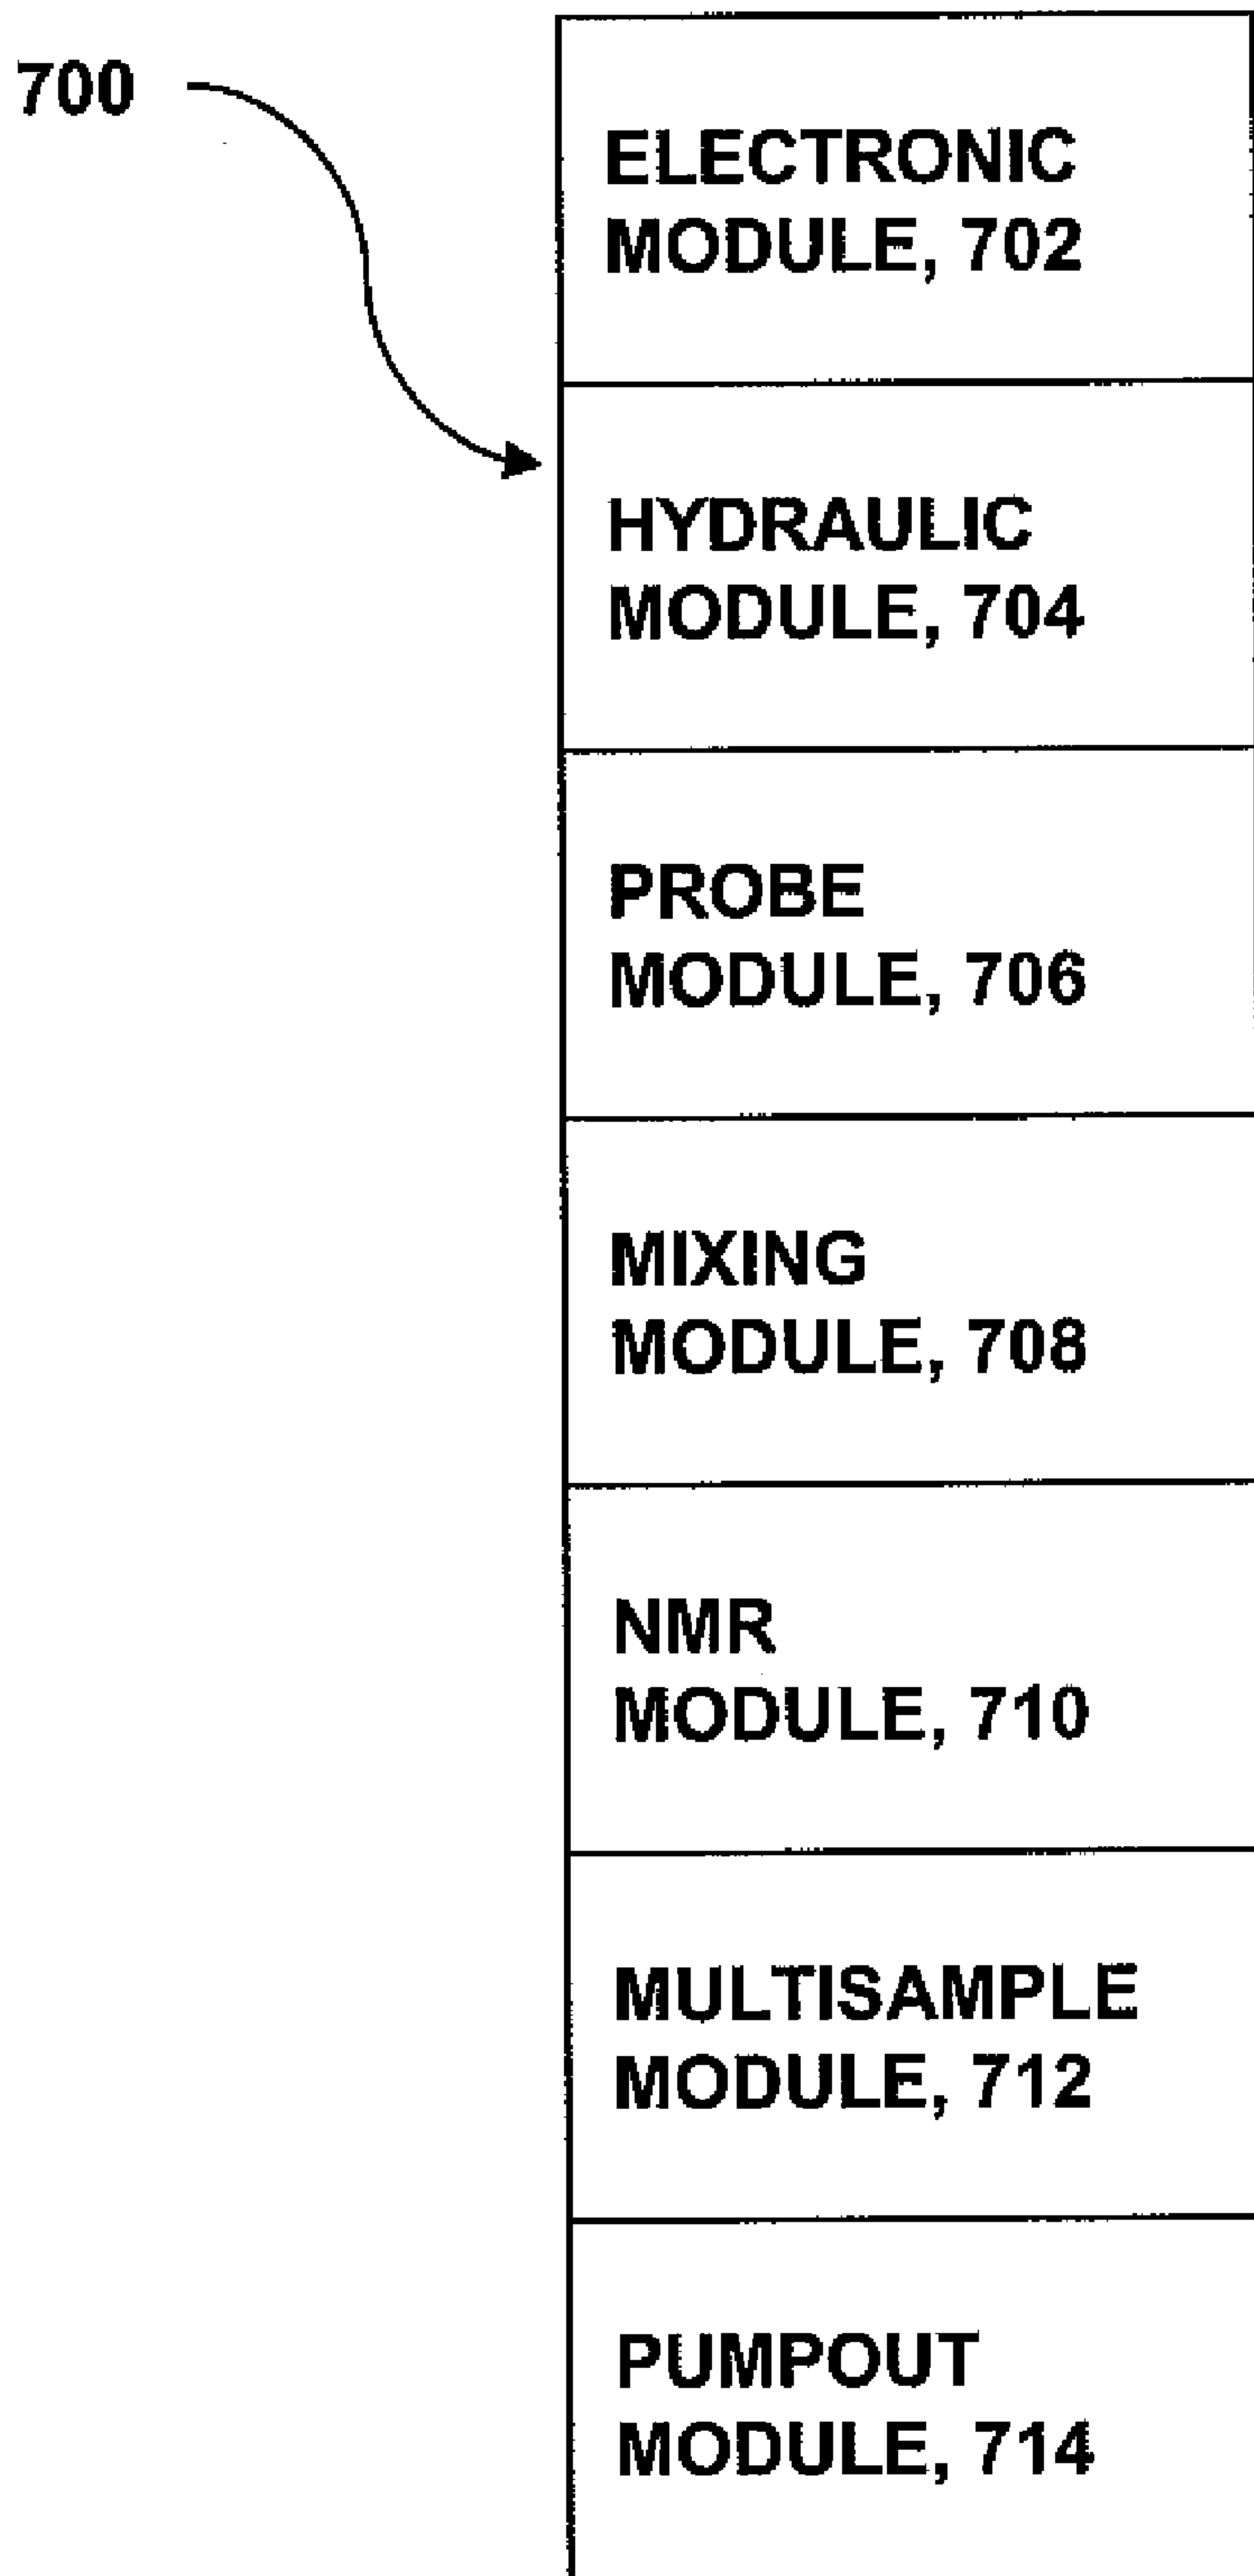 700
ELECTRONIC
MODULE, 702
HYDRAULIC
MODULE, 704
PROBE
MODULE, 706
MIXING
MODULE, 708
NMR
MODULE, 710
MULTISAMPLE
MODULE, 712
PUMPOUT
MODULE, 714